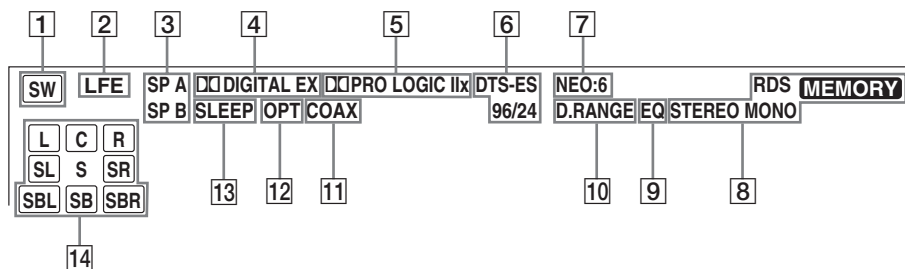 1 2 3 4 5 6 7
SW LFE SP A DIGITAL EX PRO LOGIC IIx DTS-ES NEO:6 RDS MEMORY
SP B SLEEP OPT COAX 96/24 D.RANGE EQ STEREO MONO
L C R
SL S SR
SBL SB SBR
13 12 11 10 9 8
14